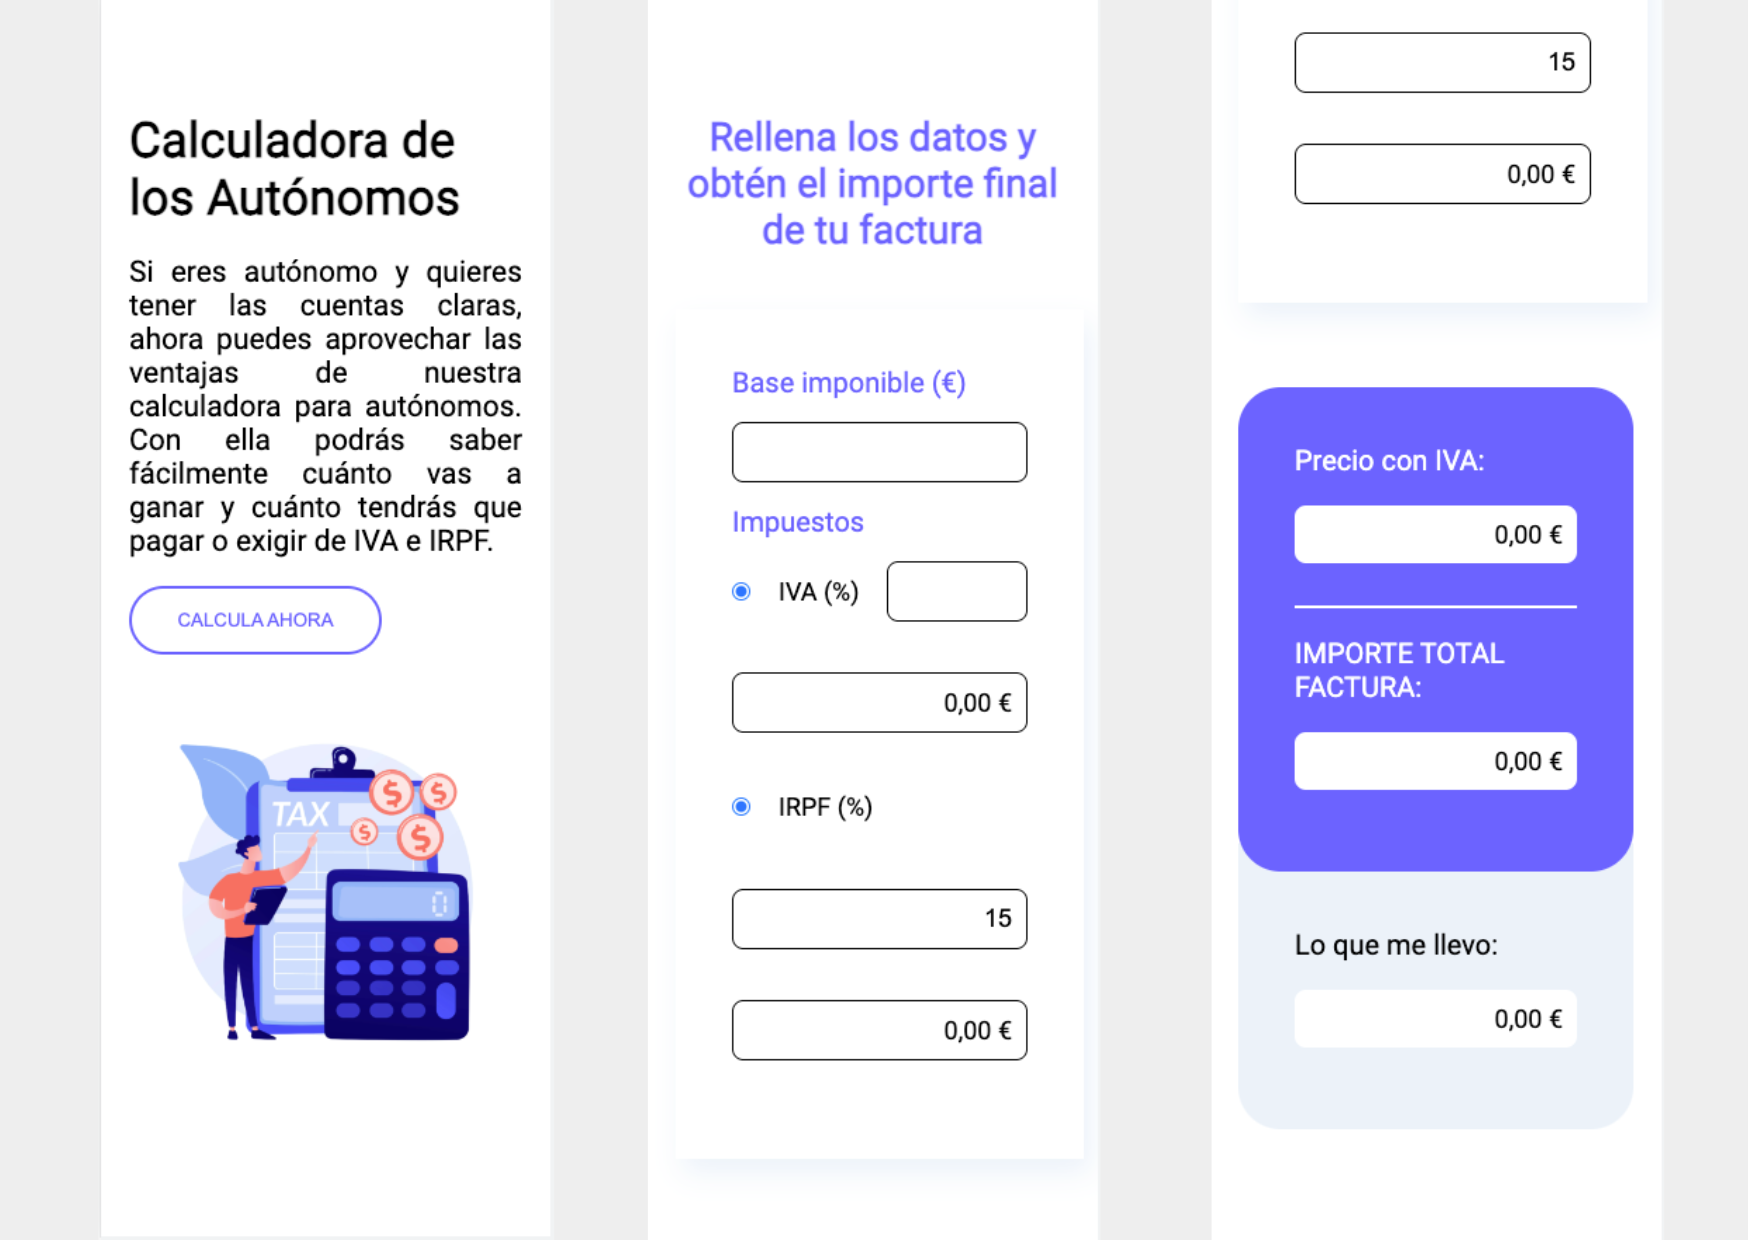 Calculadora de
los Autónomos
Si eres autónomo y quieres
tener las cuentas claras,
ahora puedes aprovechar las
ventajas de nuestra
calculadora para autónomos.
Con ella podrás saber
fácilmente cuánto vas a
ganar y cuánto tendrás que
pagar o exigir de IVA e IRPF.
CALCULA AHORA
TAX
$ $
$ $
0
Rellena los datos y
obtén el importe final
de tu factura
Base imponible (€)
Impuestos
IVA (%)
0,00 €
IRPF (%)
15
0,00 €
15
0,00 €
Precio con IVA:
0,00 €
IMPORTE TOTAL
FACTURA:
0,00 €
Lo que me llevo:
0,00 €